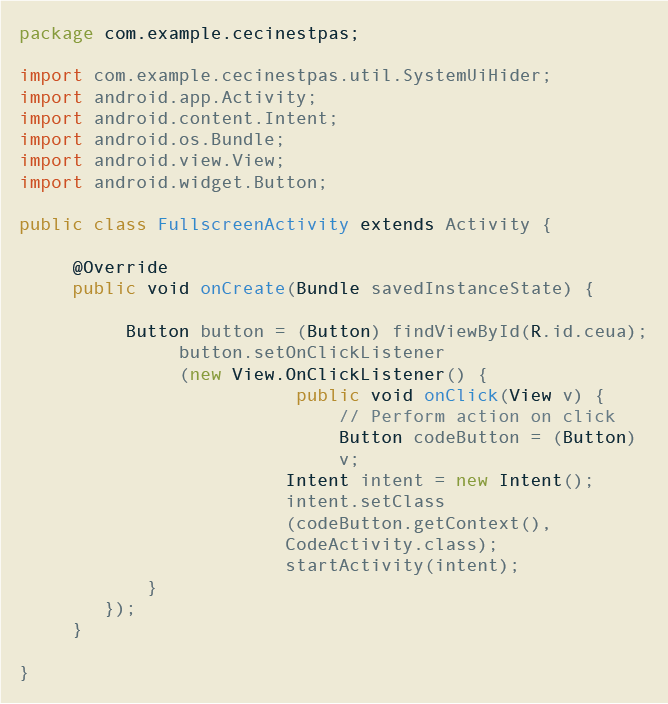 package com.example.cecinestpas;
import com.example.cecinestpas.util.SystemUiHider;
import android.app.Activity;
import android.content.Intent;
import android.os.Bundle;
import android.view.View;
import android.widget.Button;
public class FullscreenActivity extends Activity {
@Override
public void onCreate(Bundle savedInstanceState) {
Button button = (Button) findViewById(R.id.ceua);
button.setOnClickListener
(new View.OnClickListener() {
public void onClick(View v) {
// Perform action on click
Button codeButton = (Button)
v;
Intent intent = new Intent();
intent.setClass
(codeButton.getContext(),
CodeActivity.class);
startActivity(intent);
}
});
}
}